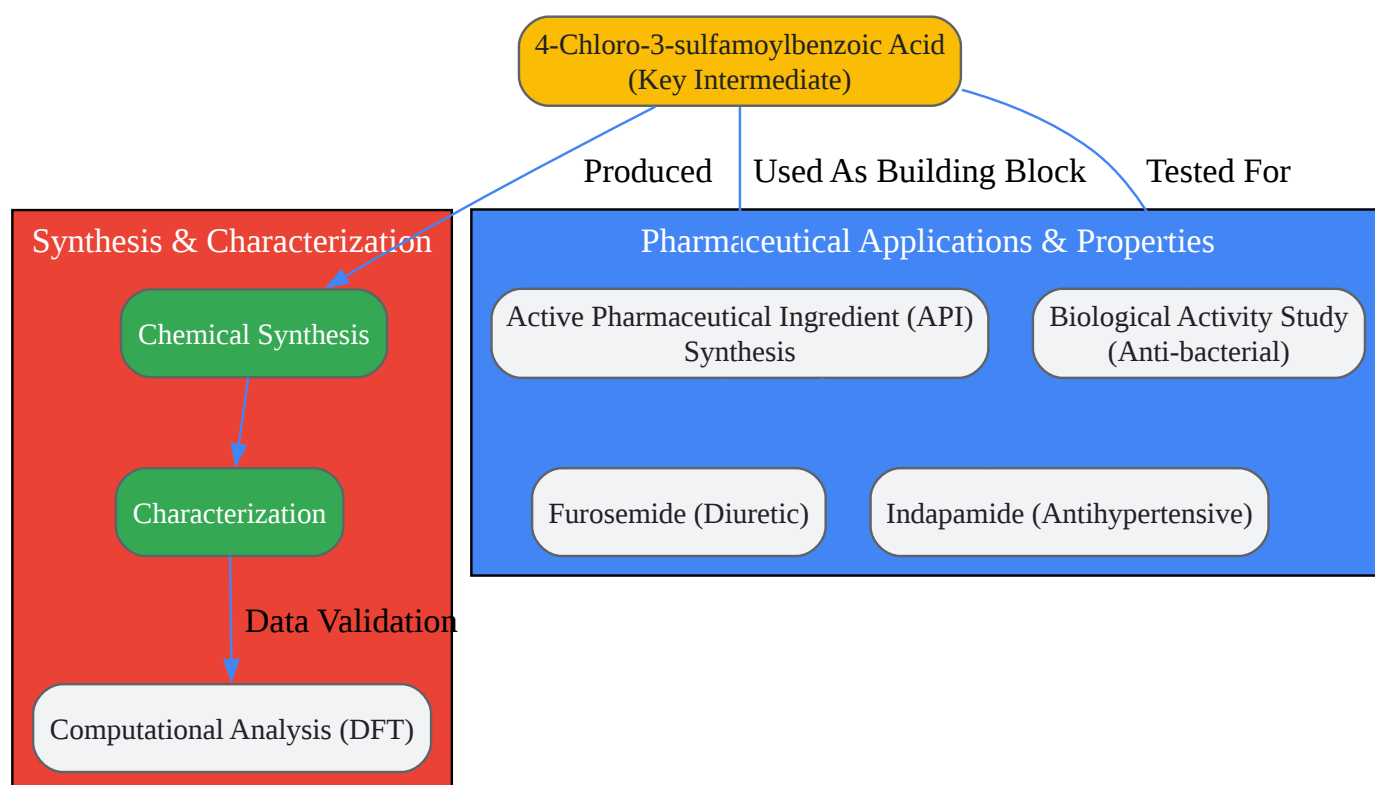 4-Chloro-3-sulfamoylbenzoic Acid
(Key Intermediate)
Produced
Used As Building Block
Tested For
Synthesis & Characterization
Pharmaceutical Applications & Properties
Chemical Synthesis
Active Pharmaceutical Ingredient (API)
Synthesis
Biological Activity Study
(Anti-bacterial)
Characterization
Furosemide (Diuretic)
Indapamide (Antihypertensive)
Data Validation
Computational Analysis (DFT)